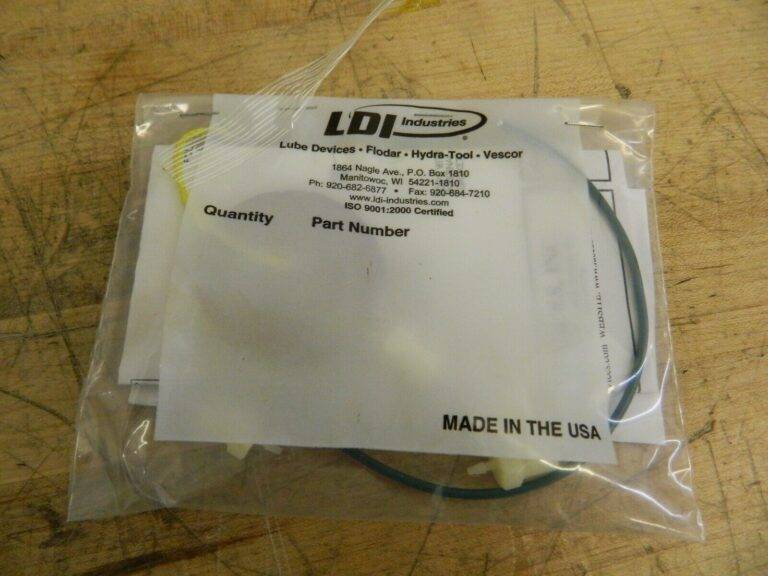 LDI Industries
Lube Devices • Flodar • Hydra-Tool • Vescor
1864 Nagle Ave., P.O. Box 1810
Manitowoc, WI 54221-1810
Ph: 920-682-6877 • Fax: 920-684-7210
www.ldi-industries.com
ISO 9001:2000 Certified
Quantity Part Number
WEBSITE:
MADE IN THE USA